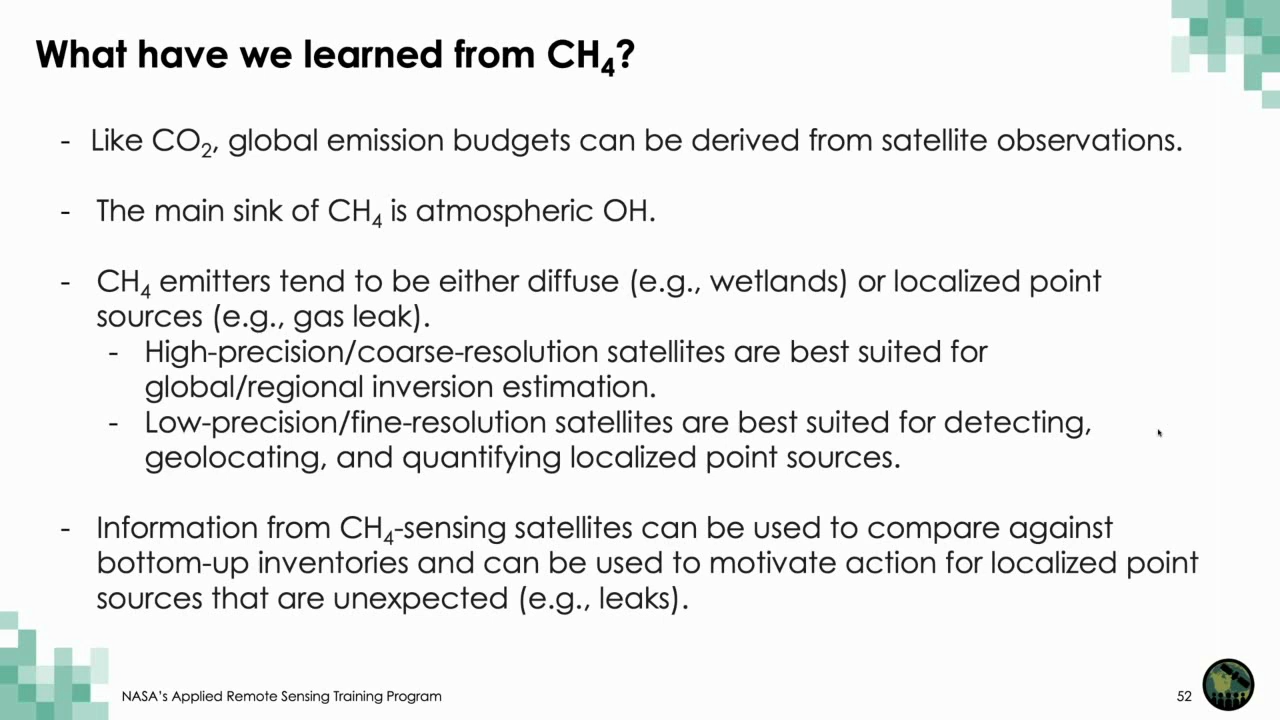 What have we learned from CH₄?
- Like CO₂, global emission budgets can be derived from satellite observations.
- The main sink of CH₄ is atmospheric OH.
- CH₄ emitters tend to be either diffuse (e.g., wetlands) or localized point
sources (e.g., gas leak).
- High-precision/coarse-resolution satellites are best suited for
global/regional inversion estimation.
- Low-precision/fine-resolution satellites are best suited for detecting,
geolocating, and quantifying localized point sources.
- Information from CH₄-sensing satellites can be used to compare against
bottom-up inventories and can be used to motivate action for localized point
sources that are unexpected (e.g., leaks).
NASA's Applied Remote Sensing Training Program
52